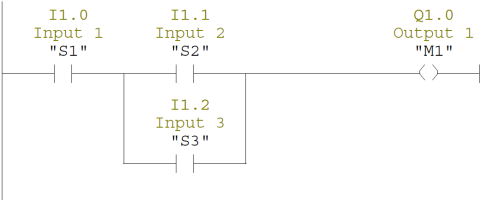 I1.0
Input 1
"S1"
I1.1
Input 2
"S2"
Q1.0
Output 1
"M1"
I1.2
Input 3
"S3"